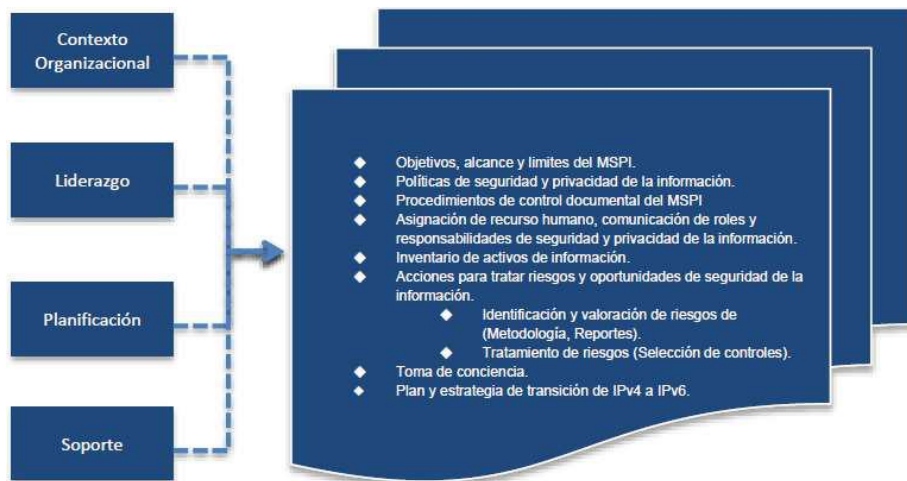 Contexto
Organizacional
Liderazgo
Planificación
Soporte
Objetivos, alcance y limites del MSPI.
Políticas de seguridad y privacidad de la información.
Procedimientos de control documental del MSPI
Asignación de recurso humano, comunicación de roles y
responsabilidades de seguridad y privacidad de la información.
Inventario de activos de información.
Acciones para tratar riesgos y oportunidades de seguridad de la
información.
Identificación y valoración de riesgos de
(Metodología, Reportes).
Tratamiento de riesgos (Selección de controles).
Toma de conciencia.
Plan y estrategia de transición de IPv4 a IPv6.